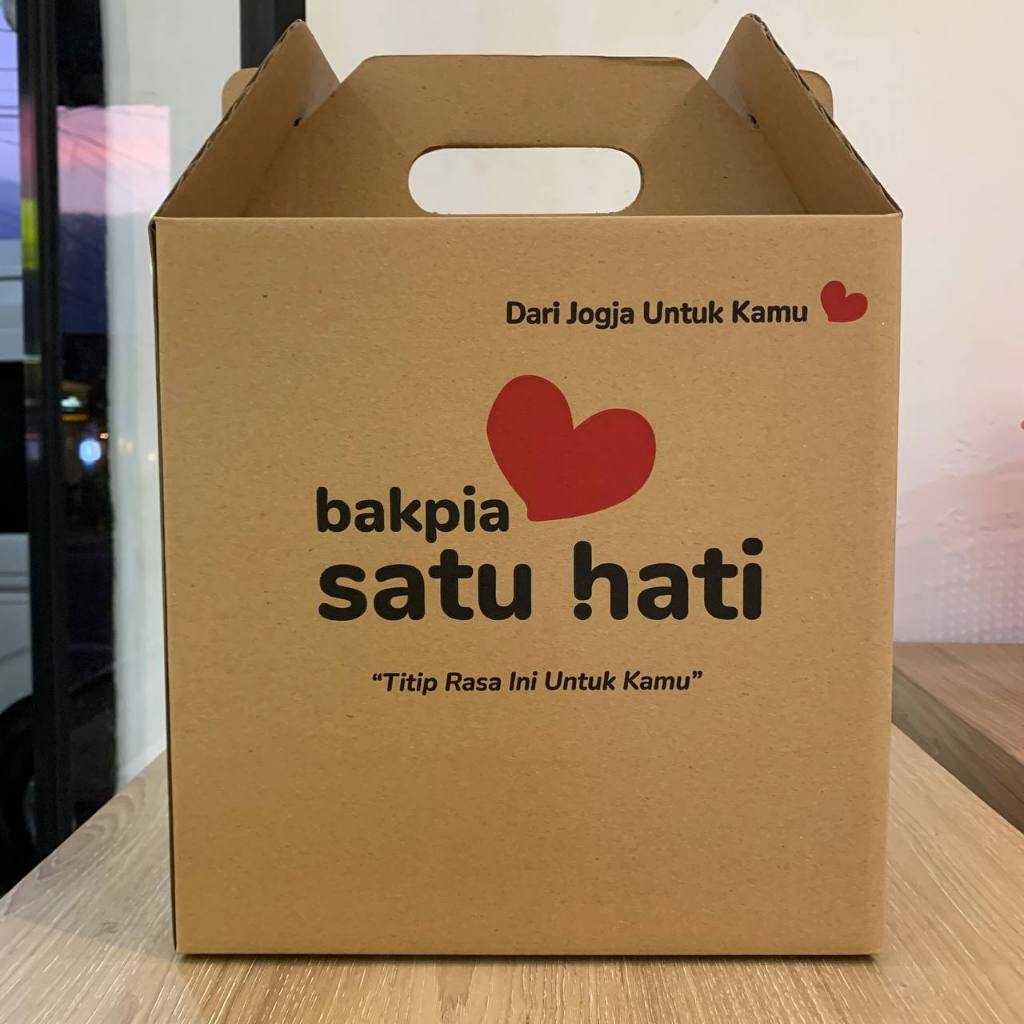 Dari Jogja Untuk Kamu
bakpia
satu hati
“Titip Rasa Ini Untuk Kamu”